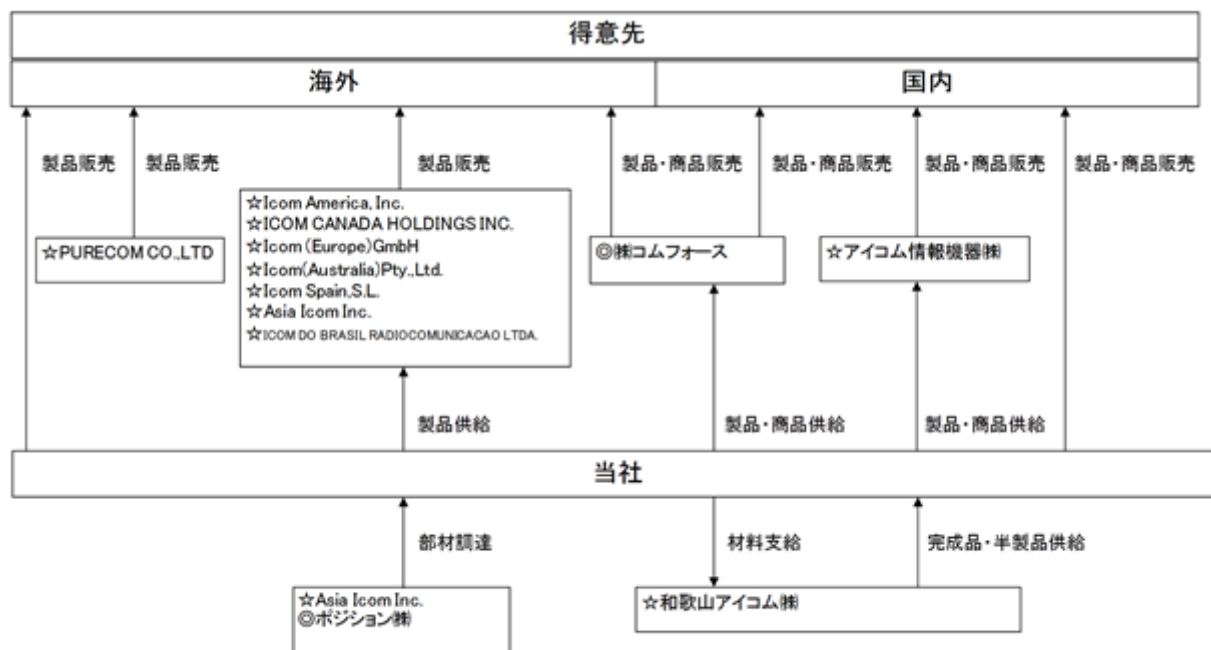 得意先
海外
国内
製品販売
製品販売
製品販売
製品・商品販売
製品・商品販売
製品・商品販売
製品・商品販売
☆PURECOM CO.,LTD
☆Icom America, Inc.
☆ICOM CANADA HOLDINGS INC.
☆Icom (Europe)GmbH
☆Icom(Australia)Pty.,Ltd.
☆Icom Spain,S.L.
☆Asia Icom Inc.
☆ICOM DO BRASIL RADIOCOMUNICACAO LTDA.
◎㈱コムフォース
☆アイコム情報機器㈱
製品供給
製品・商品供給
製品・商品供給
当社
部材調達
材料支給
完成品・半製品供給
☆Asia Icom Inc.
◎ポジション㈱
☆和歌山アイコム㈱